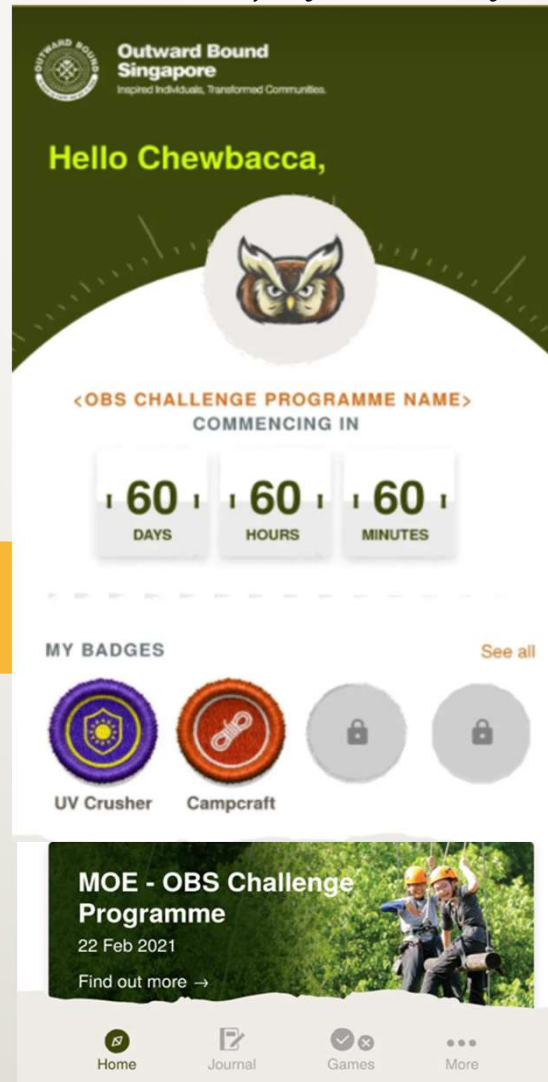 Outward Bound
Singapore
Inspired Individuals, Transformed Communities.
Hello Chewbacca,
<OBS CHALLENGE PROGRAMME NAME>
COMMENCING IN
60 60 60
DAYS HOURS MINUTES
MY BADGES See all
UV Crusher Campcraft
MOE - OBS Challenge
Programme
22 Feb 2021
Find out more →
Home Journal Games More